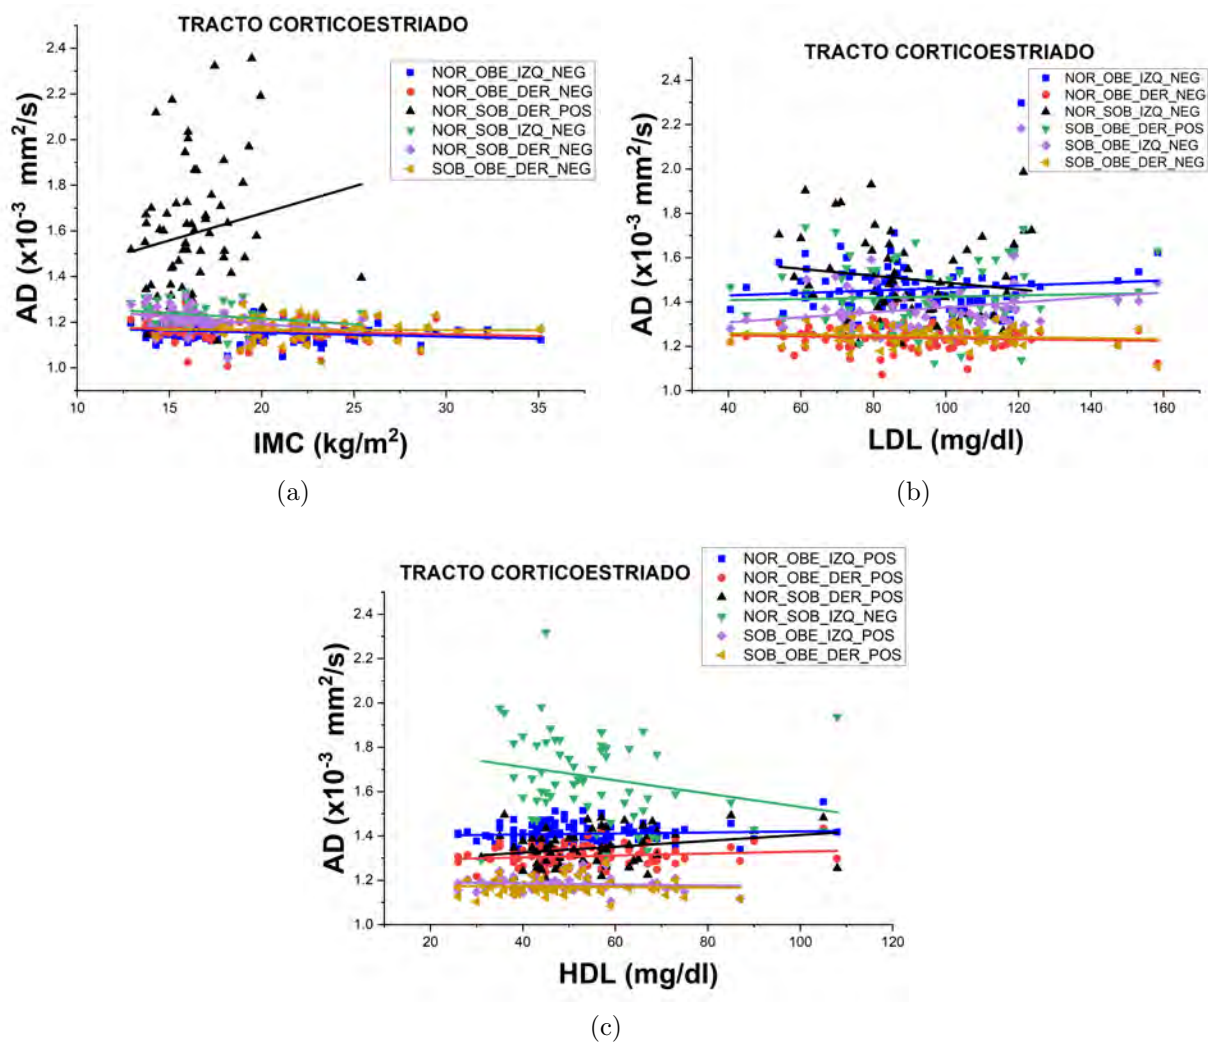 TRACTO CORTICOESTRIADO
2.4
2.2
2.0
1.8
1.6
1.4
1.2
1.0
AD (x10⁻³ mm²/s)
NOR_OBE_IZQ_NEG
NOR_OBE_DER_NEG
NOR_SOB_DER_POS
NOR_SOB_IZQ_NEG
NOR_SOB_DER_NEG
SOB_OBE_DER_NEG
10 15 20 25 30 35
IMC (kg/m²)
(a)
TRACTO CORTICOESTRIADO
2.4
2.2
2.0
1.8
1.6
1.4
1.2
1.0
AD (x10⁻³ mm²/s)
NOR_OBE_IZQ_NEG
NOR_OBE_DER_NEG
NOR_SOB_IZQ_NEG
SOB_OBE_DER_POS
SOB_OBE_IZQ_NEG
SOB_OBE_DER_NEG
40 60 80 100 120 140 160
LDL (mg/dl)
(b)
TRACTO CORTICOESTRIADO
2.4
2.2
2.0
1.8
1.6
1.4
1.2
1.0
AD (x10⁻³ mm²/s)
NOR_OBE_IZQ_POS
NOR_OBE_DER_POS
NOR_SOB_DER_POS
NOR_SOB_IZQ_NEG
SOB_OBE_IZQ_POS
SOB_OBE_DER_POS
20 40 60 80 100 120
HDL (mg/dl)
(c)